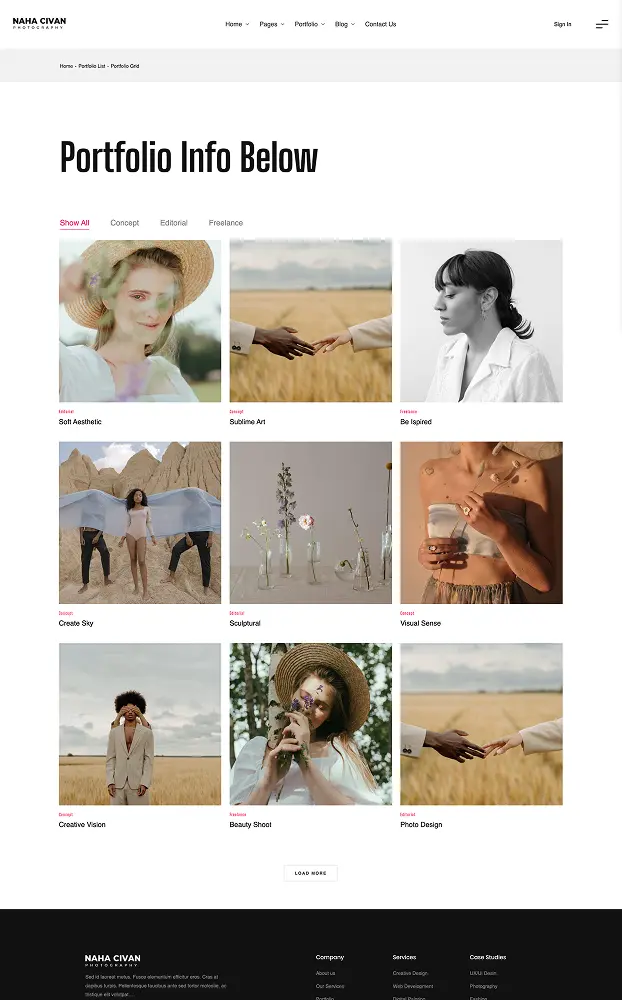 NAHA CIVAN
PHOTOGRAPHY
Home Pages Portfolio Blog Contact Us
Sign In
Home - Portfolio List - Portfolio Grid
Portfolio Info Below
Show All Concept Editorial Freelance
Editorial
Soft Aesthetic
Concept
Sublime Art
Freelance
Be Ispired
Concept
Create Sky
Editorial
Sculptural
Concept
Visual Sense
Concept
Creative Vision
Freelance
Beauty Shoot
Editorial
Photo Design
LOAD MORE
NAHA CIVAN
PHOTOGRAPHY
Sed id laoreet metus. Fusce elementum efficitur eros. Cras at
dapibus turpis. Pellentesque faucibus ante sed tortor molestie, ac
tristique elit volutpat....
Company
About us
Our Services
Portfolio
Services
Creative Design
Web Development
Digital Painting
Case Studies
UX/UI Desin
Photography
Fashion